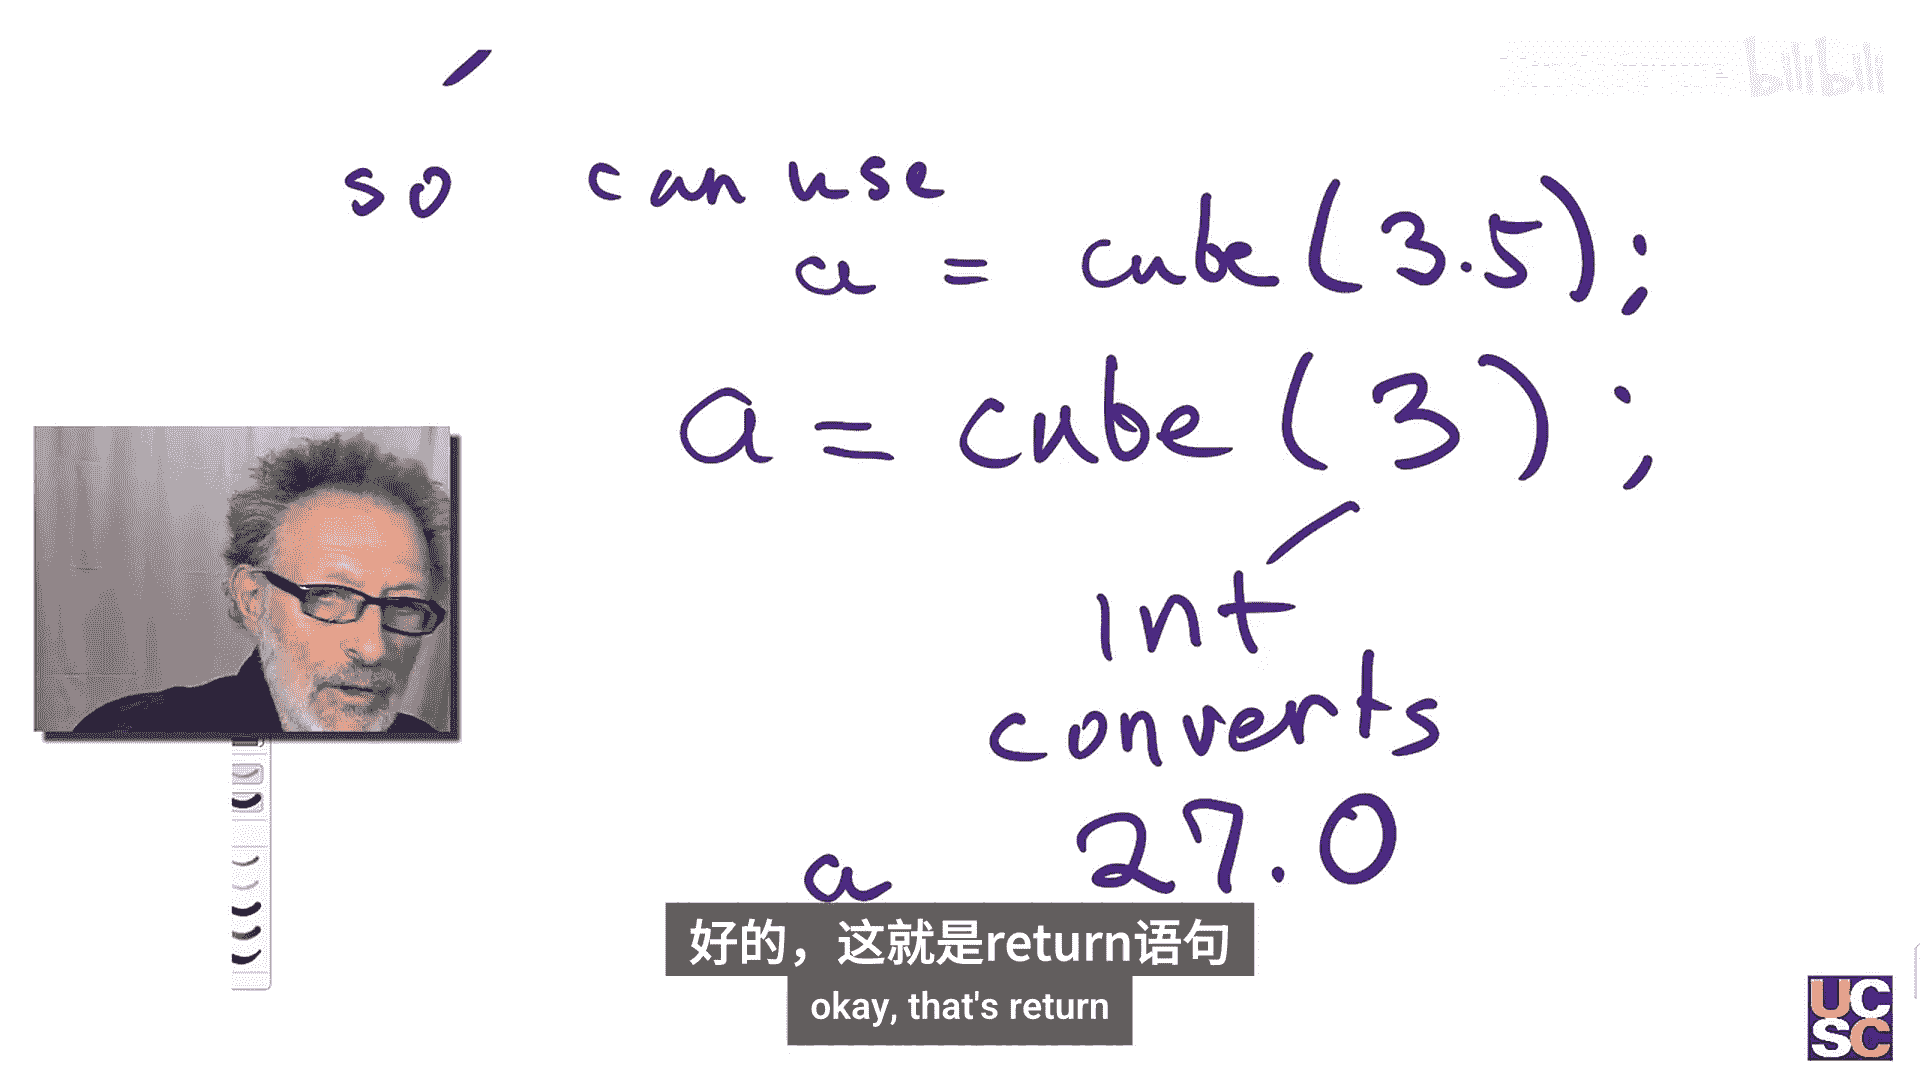 bilibili
so can use
a = cube(3.5);
a = cube(3);
int
converts
a 27.0
好的，这就是return语句
okay, that's return
UC
SC